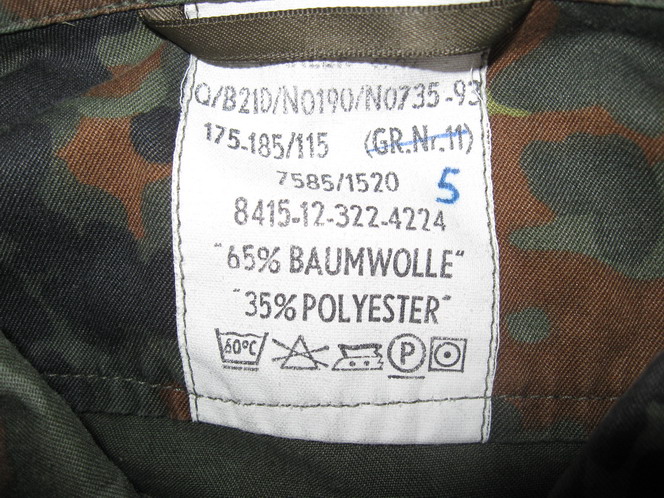 Q/B21D/N0190/N0735-93
175-185/115 (GR.Nr.11)
7585/1520 5
8415-12-322-4224
"65% BAUMWOLLE"
"35% POLYESTER"
60°C P